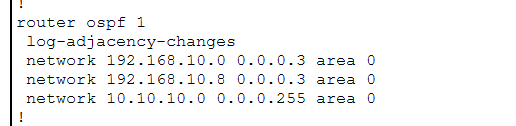 !
router ospf 1
 log-adjacency-changes
 network 192.168.10.0 0.0.0.3 area 0
 network 192.168.10.8 0.0.0.3 area 0
 network 10.10.10.0 0.0.0.255 area 0
!